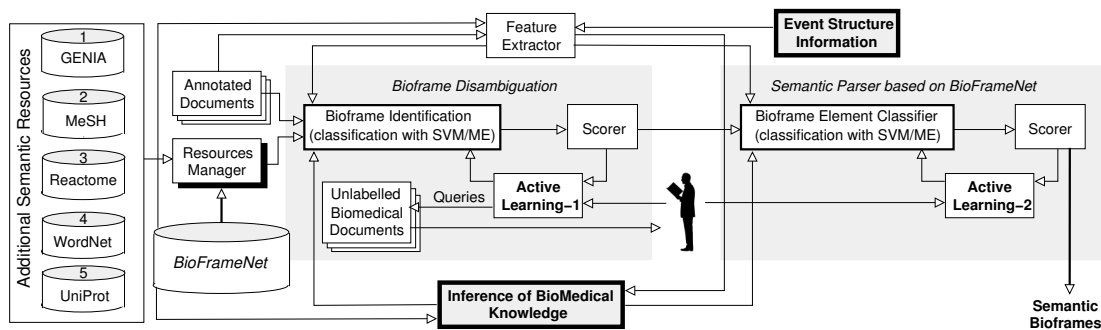 Additional Semantic Resources
1
GENIA
2
MeSH
3
Reactome
4
WordNet
5
UniProt
Annotated
Documents
Resources
Manager
BioFrameNet
Feature
Extractor
Event Structure
Information
Bioframe Disambiguation
Bioframe Identification
(classification with SVM/ME)
Scorer
Unlabelled
Biomedical
Documents
Queries
Active
Learning−1
Semantic Parser based on BioFrameNet
Bioframe Element Classifier
(classification with SVM/ME)
Scorer
Active
Learning−2
Inference of BioMedical
Knowledge
Semantic
Bioframes